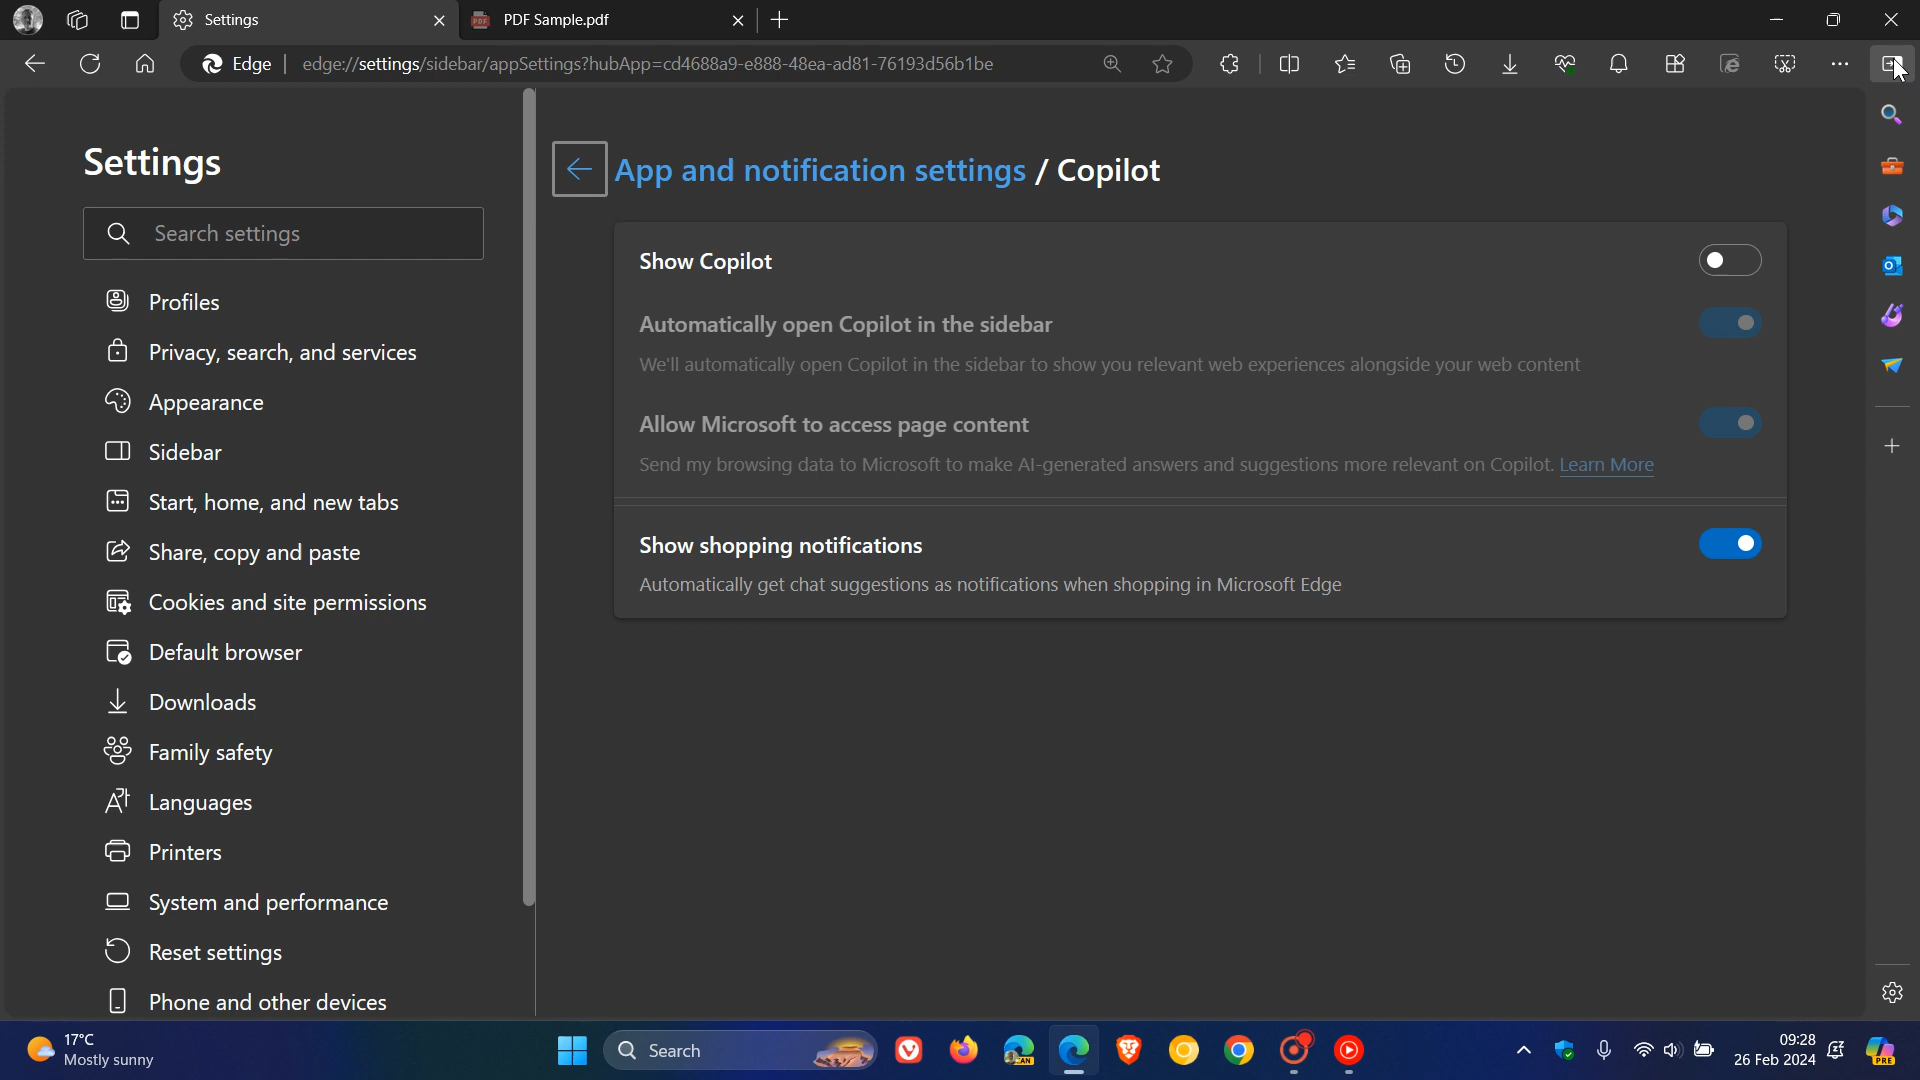 Settings
PDF Sample.pdf
Edge
edge://settings/sidebar/appSettings?hubApp=cd4688a9-e888-48ea-ad81-76193d56b1be
Settings
Search settings
Profiles
Privacy, search, and services
Appearance
Sidebar
Start, home, and new tabs
Share, copy and paste
Cookies and site permissions
Default browser
Downloads
Family safety
Languages
Printers
System and performance
Reset settings
Phone and other devices
App and notification settings / Copilot
Show Copilot
Automatically open Copilot in the sidebar
We'll automatically open Copilot in the sidebar to show you relevant web experiences alongside your web content
Allow Microsoft to access page content
Send my browsing data to Microsoft to make AI-generated answers and suggestions more relevant on Copilot. Learn More
Show shopping notifications
Automatically get chat suggestions as notifications when shopping in Microsoft Edge
17°C
Mostly sunny
Search
CAN
09:28
26 Feb 2024
PRE